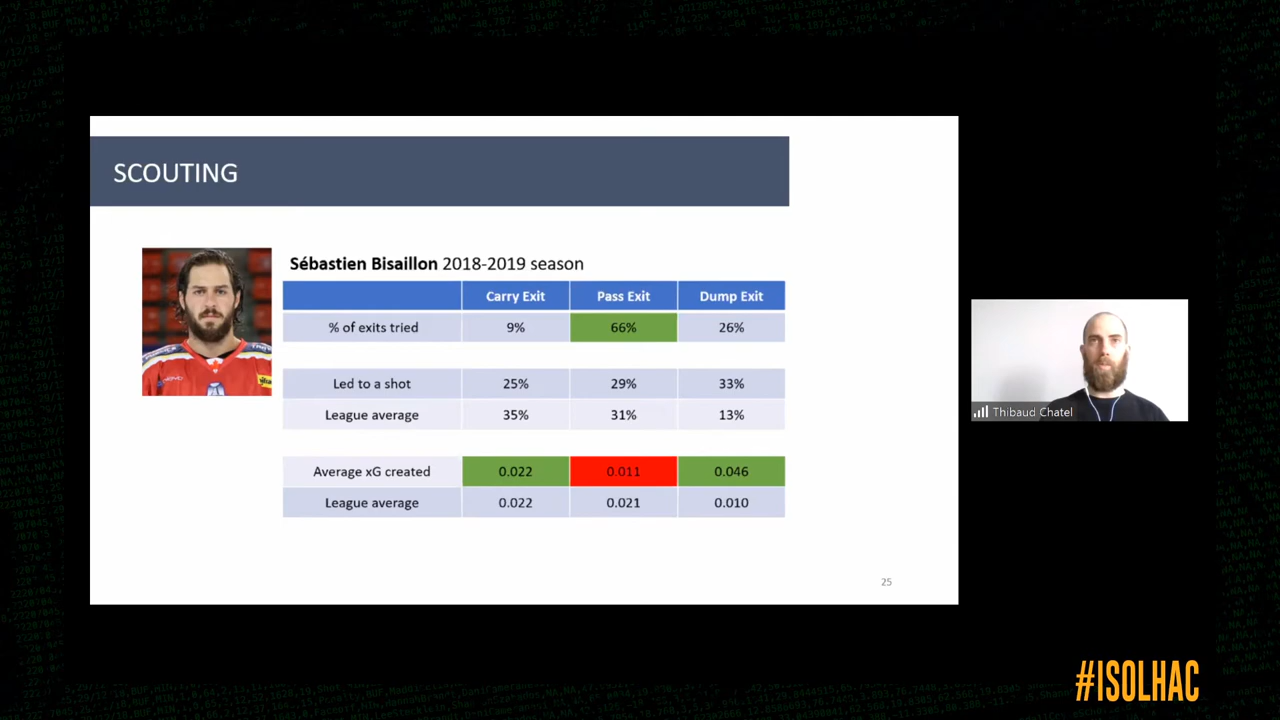 SCOUTING
Sébastien Bisaillon 2018-2019 season
Carry Exit Pass Exit Dump Exit
% of exits tried 9% 66% 26%
Led to a shot 25% 29% 33%
League average 35% 31% 13%
Average xG created 0.022 0.011 0.046
League average 0.022 0.021 0.010
25
Thibaud Chatel
#ISOLHAC